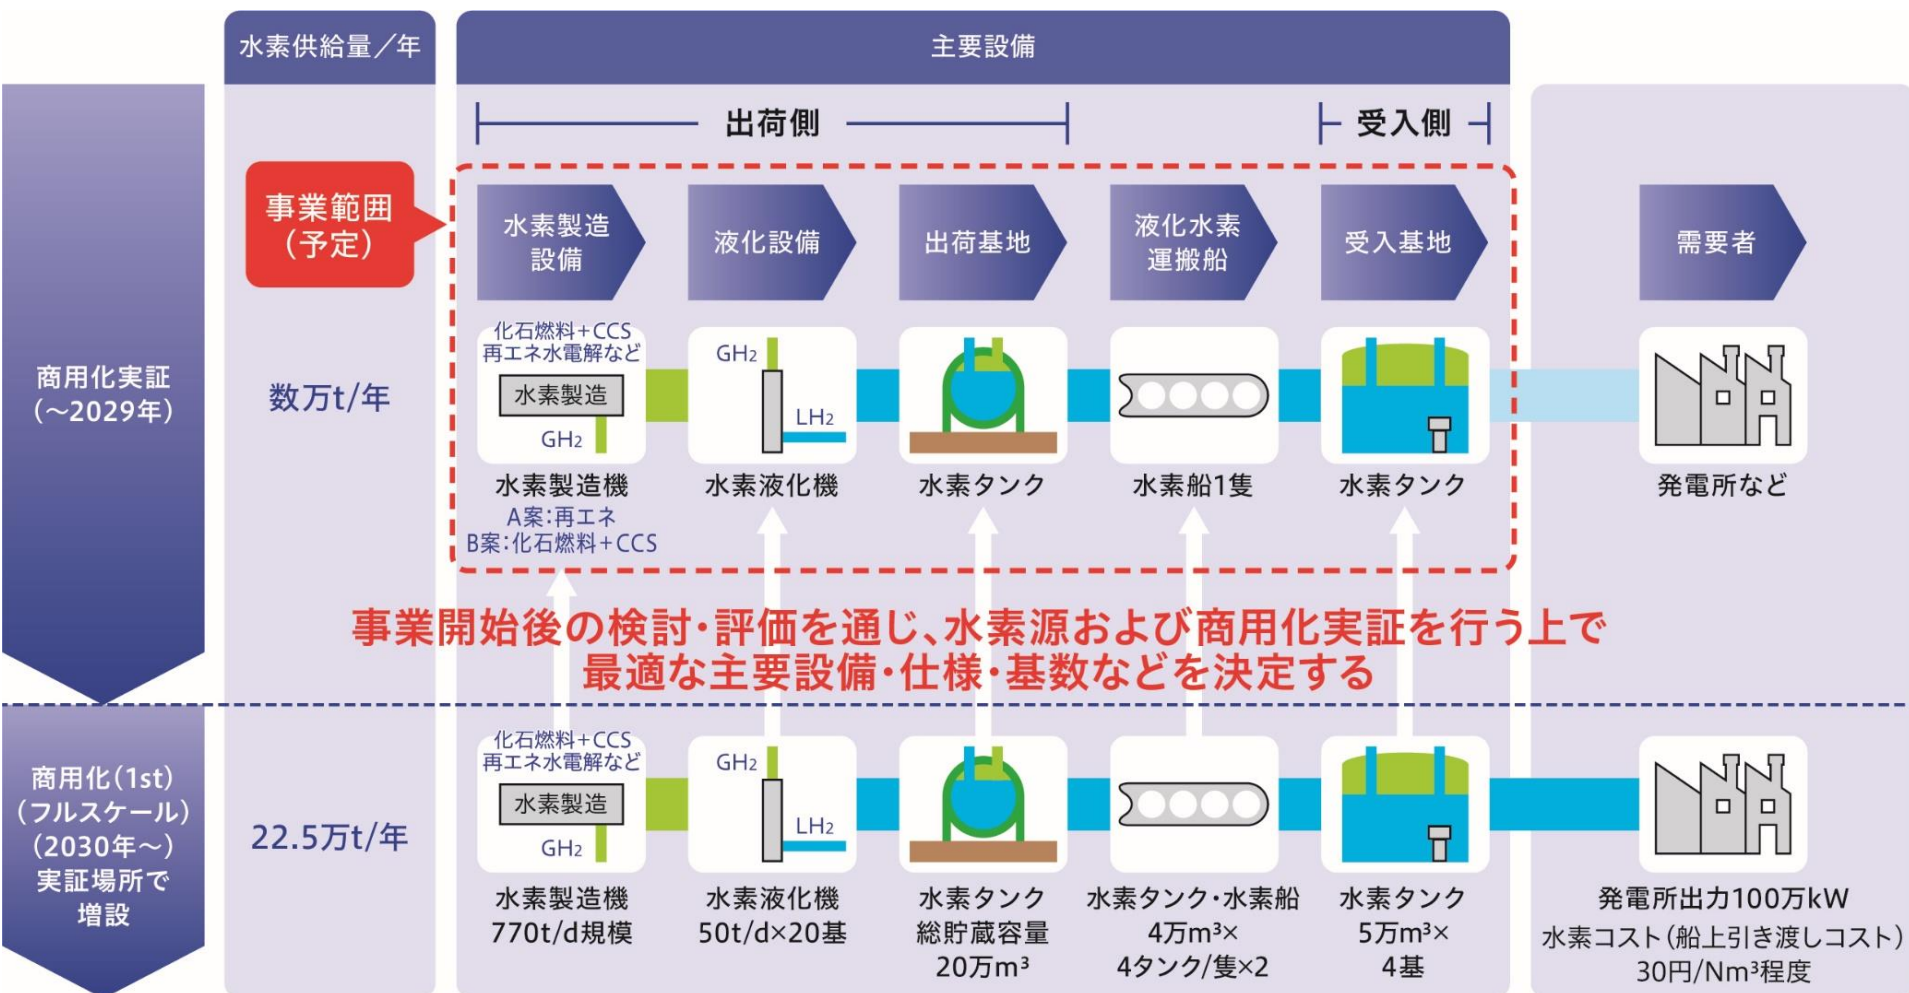 水素供給量／年
主要設備
出荷側
受入側
事業範囲
(予定)
水素製造
設備
液化設備
出荷基地
液化水素
運搬船
受入基地
需要者
商用化実証
(～2029年)
数万t/年
化石燃料+CCS
再エネ水電解など
水素製造
GH2
GH2
LH2
水素製造機
A案:再エネ
B案:化石燃料+CCS
水素液化機
水素タンク
水素船1隻
水素タンク
発電所など
事業開始後の検討・評価を通じ、水素源および商用化実証を行う上で
最適な主要設備・仕様・基数などを決定する
商用化(1st)
(フルスケール)
(2030年～)
実証場所で
増設
22.5万t/年
化石燃料+CCS
再エネ水電解など
水素製造
GH2
GH2
LH2
水素製造機
770t/d規模
水素液化機
50t/d×20基
水素タンク
総貯蔵容量
20万m³
水素タンク・水素船
4万m³×
4タンク/隻×2
水素タンク
5万m³×
4基
発電所出力100万kW
水素コスト(船上引き渡しコスト)
30円/Nm³程度